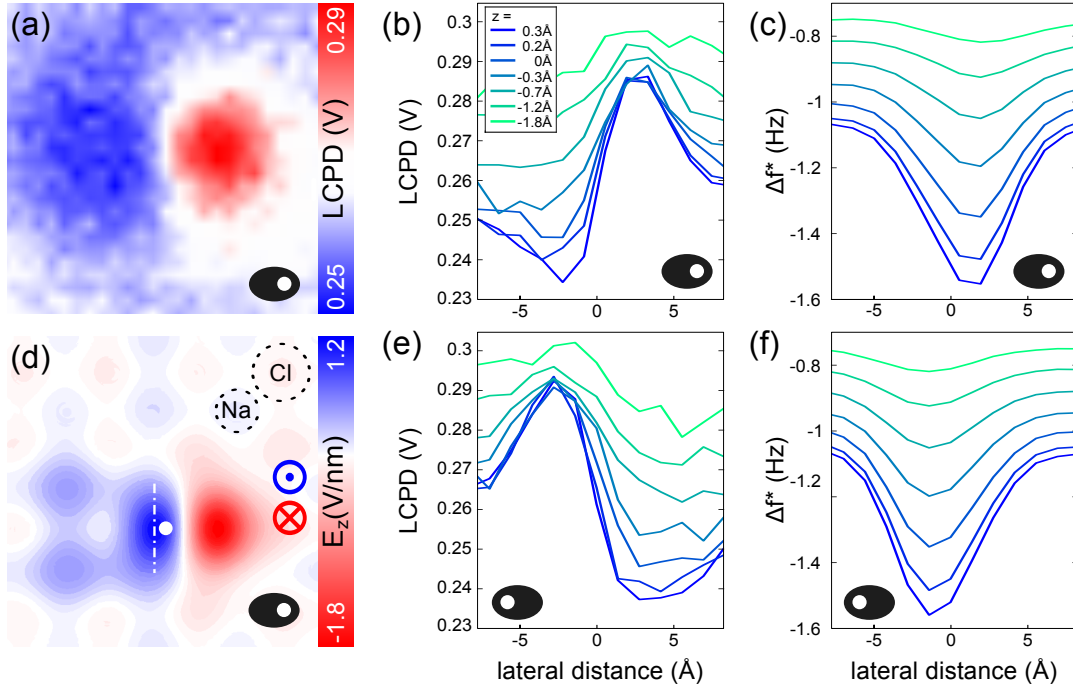 (a)
0.29
LCPD (V)
0.25
(b)
0.3
0.29
0.28
0.27
0.26
0.25
0.24
0.23
LCPD (V)
z =
0.3Å
0.2Å
0Å
-0.3Å
-0.7Å
-1.2Å
-1.8Å
-5
0
5
(c)
-0.8
-1
-1.2
-1.4
-1.6
Δf* (Hz)
-5
0
5
(d)
Cl
Na
1.2
E_z(V/nm)
-1.8
(e)
0.3
0.29
0.28
0.27
0.26
0.25
0.24
0.23
LCPD (V)
-5
0
5
lateral distance (Å)
(f)
-0.8
-1
-1.2
-1.4
-1.6
Δf* (Hz)
-5
0
5
lateral distance (Å)